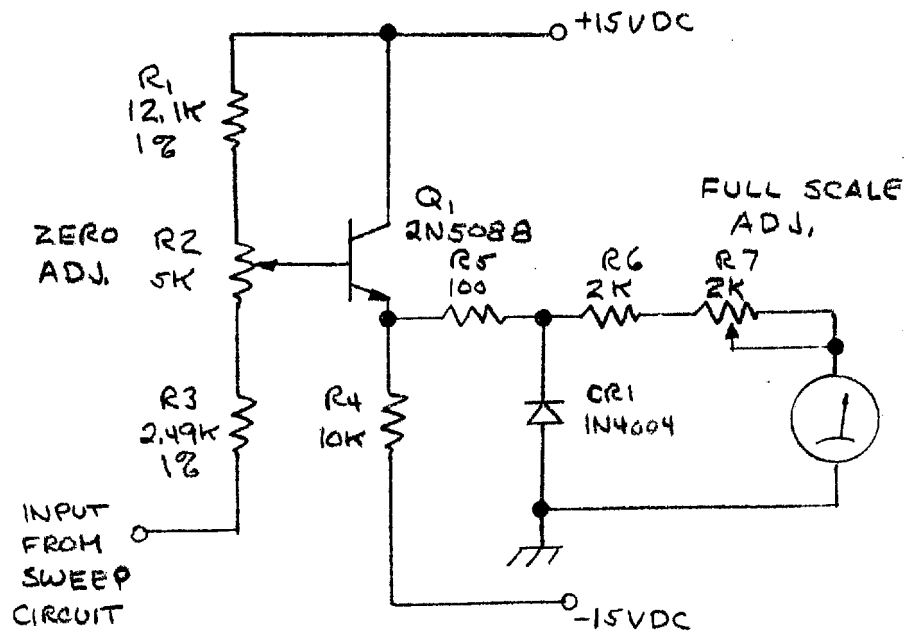 +15VDC
R1
12.1K
1%
ZERO
ADJ.
R2
5K
Q1
2N5088
R5
100
R6
2K
FULL SCALE
ADJ.
R7
2K
R3
2.49K
1%
R4
10K
CR1
1N4004
INPUT
FROM
SWEEP
CIRCUIT
-15VDC